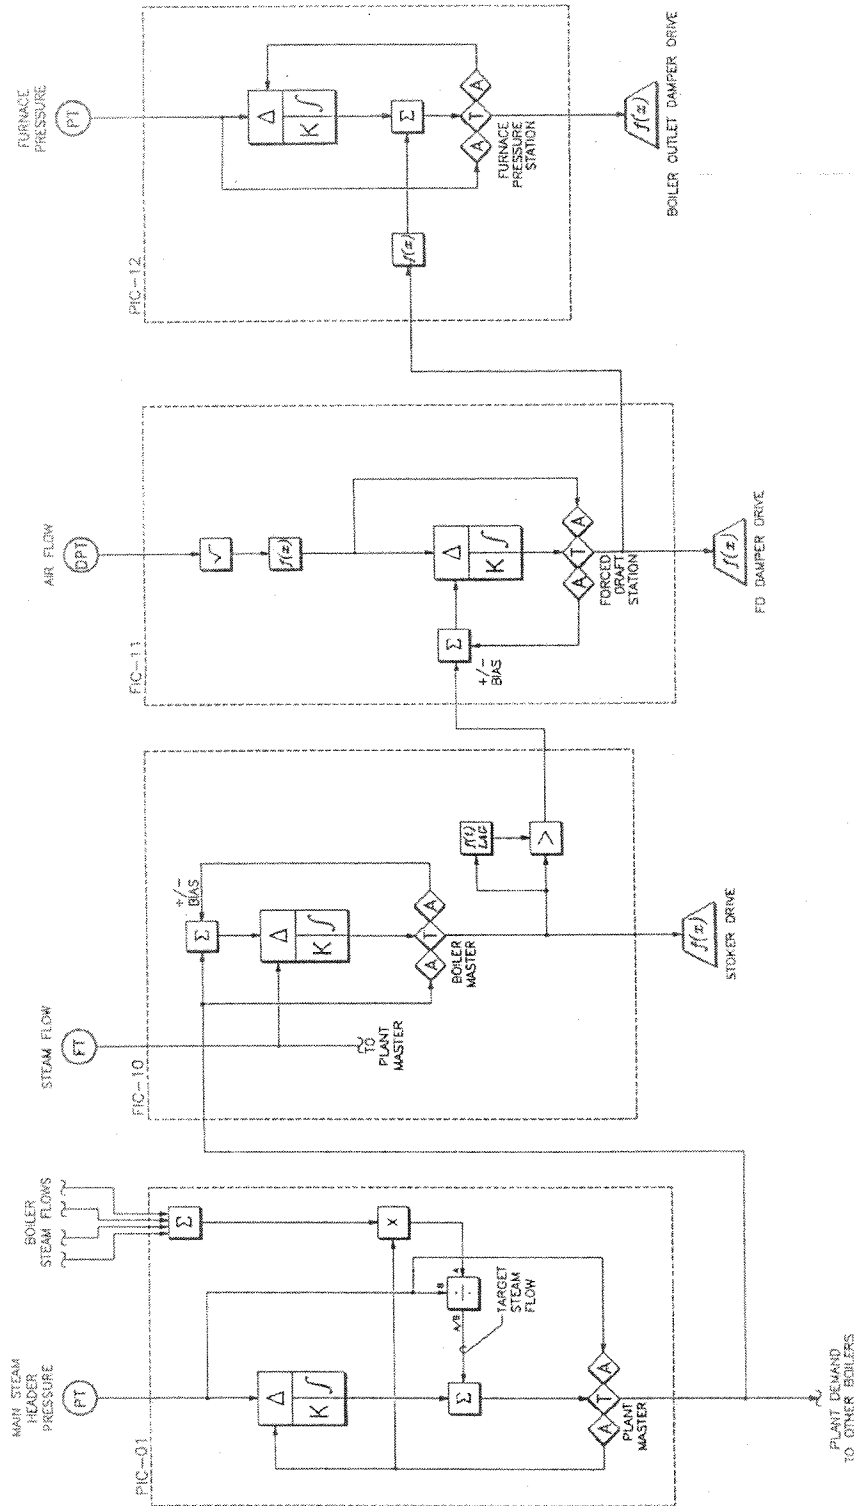 MAIN STEAM
HEADER
PRESSURE
PT
BOILER
STEAM FLOWS
PIC-01
Σ
Δ
K ∫
×
A
B
÷
A/B
TARGET
STEAM
FLOW
Σ
A
T
A
PLANT
MASTER
PLANT DEMAND
TO OTHER BOILERS
STEAM FLOW
FT
FIC-10
+/-
BIAS
Σ
Δ
K ∫
TO
PLANT
MASTER
A
T
A
BOILER
MASTER
f(t)
LAG
>
f(x)
STOKER DRIVE
AIR FLOW
DPT
FIC-11
√
f(x)
Δ
K ∫
Σ
+/-
BIAS
A
T
A
FORCED
DRAFT
STATION
f(x)
FD DAMPER DRIVE
FURNACE
PRESSURE
PT
PIC-12
Δ
K ∫
Σ
f(x)
A
T
A
FURNACE
PRESSURE
STATION
f(x)
BOILER OUTLET DAMPER DRIVE